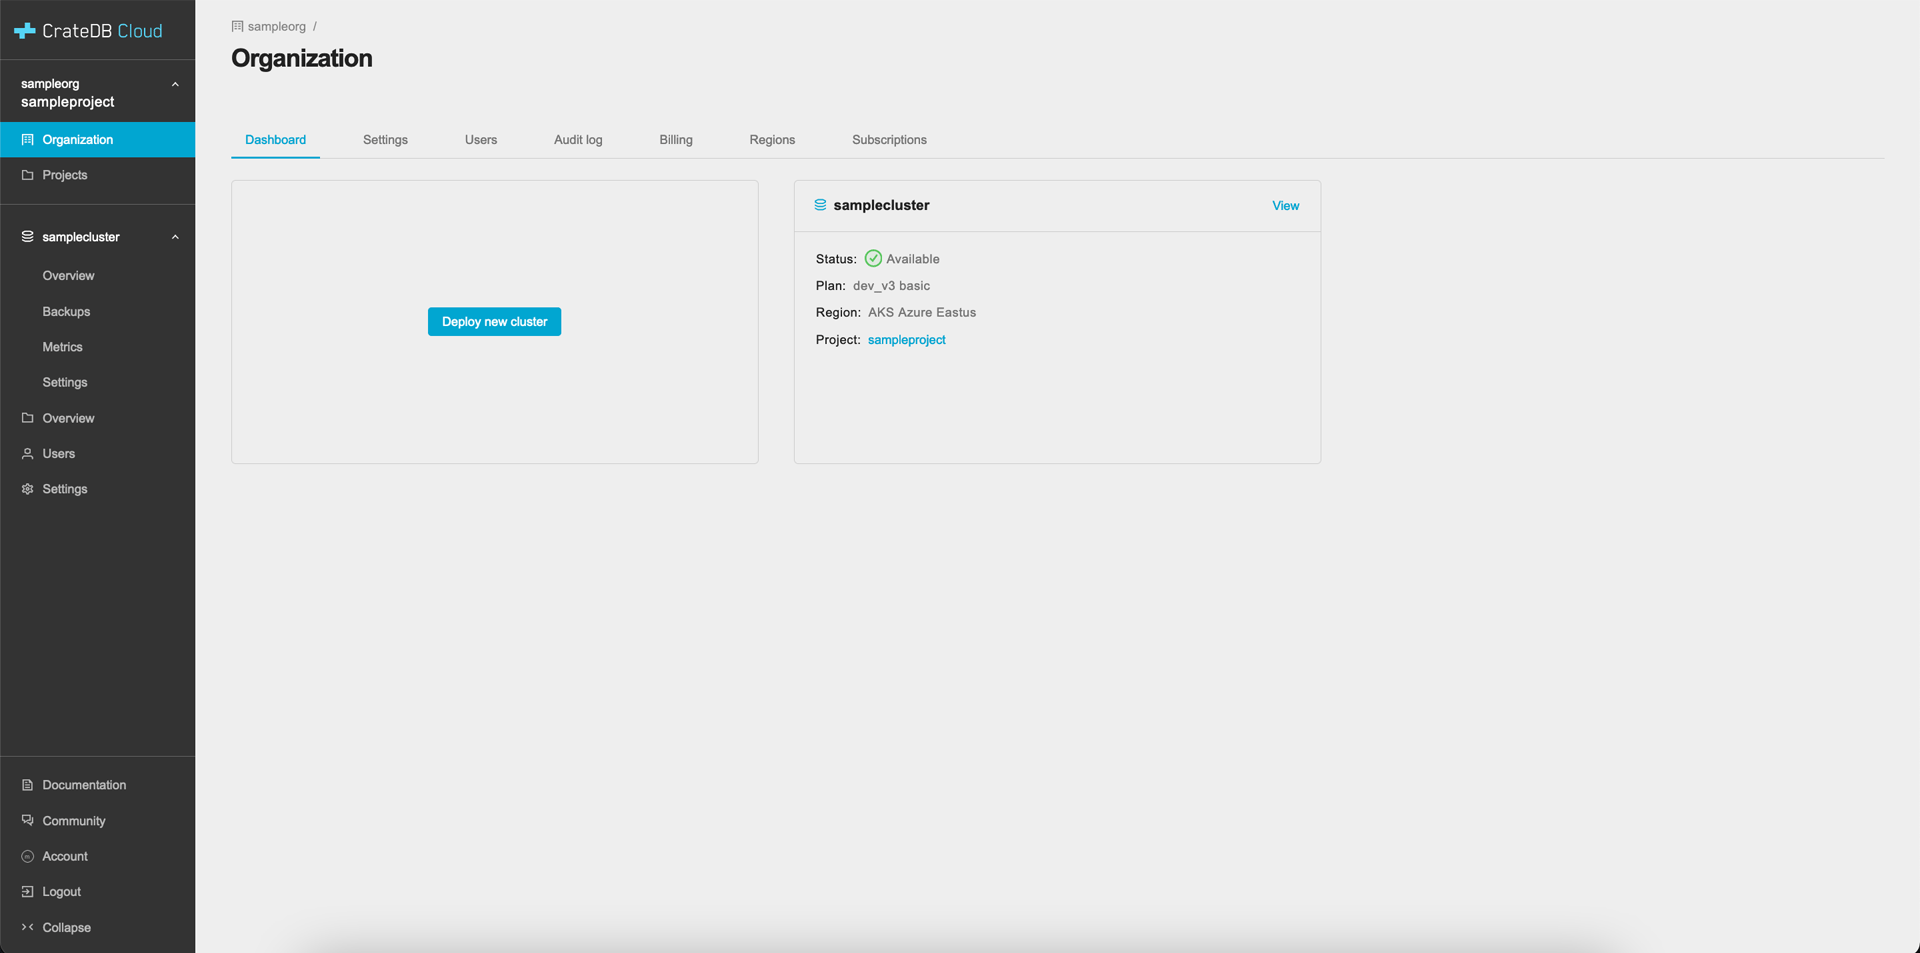 CrateDB Cloud
sampleorg
sampleproject
Organization
Projects
samplecluster
Overview
Backups
Metrics
Settings
Overview
Users
Settings
Documentation
Community
Account
Logout
Collapse
sampleorg /
Organization
Dashboard Settings Users Audit log Billing Regions Subscriptions
Deploy new cluster
samplecluster View
Status: Available
Plan: dev_v3 basic
Region: AKS Azure Eastus
Project: sampleproject